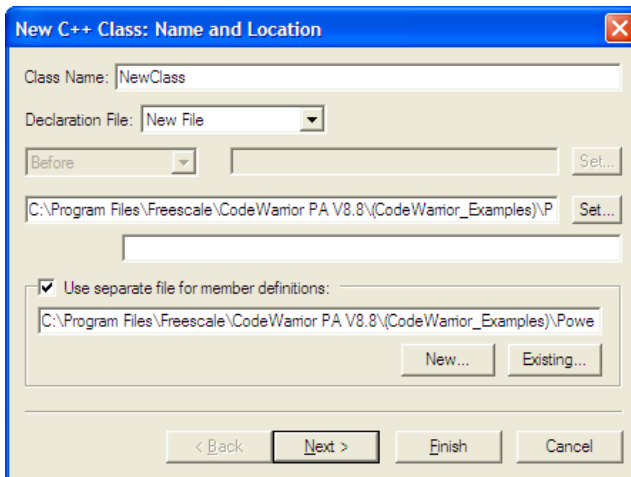 New C++ Class: Name and Location
Class Name: NewClass
Declaration File: New File
Before Set...
C:\Program Files\Freescale\CodeWarrior PA V8.8\(CodeWarrior_Examples)\P Set...
Use separate file for member definitions:
C:\Program Files\Freescale\CodeWarrior PA V8.8\(CodeWarrior_Examples)\Powe
New... Existing...
< Back Next > Finish Cancel